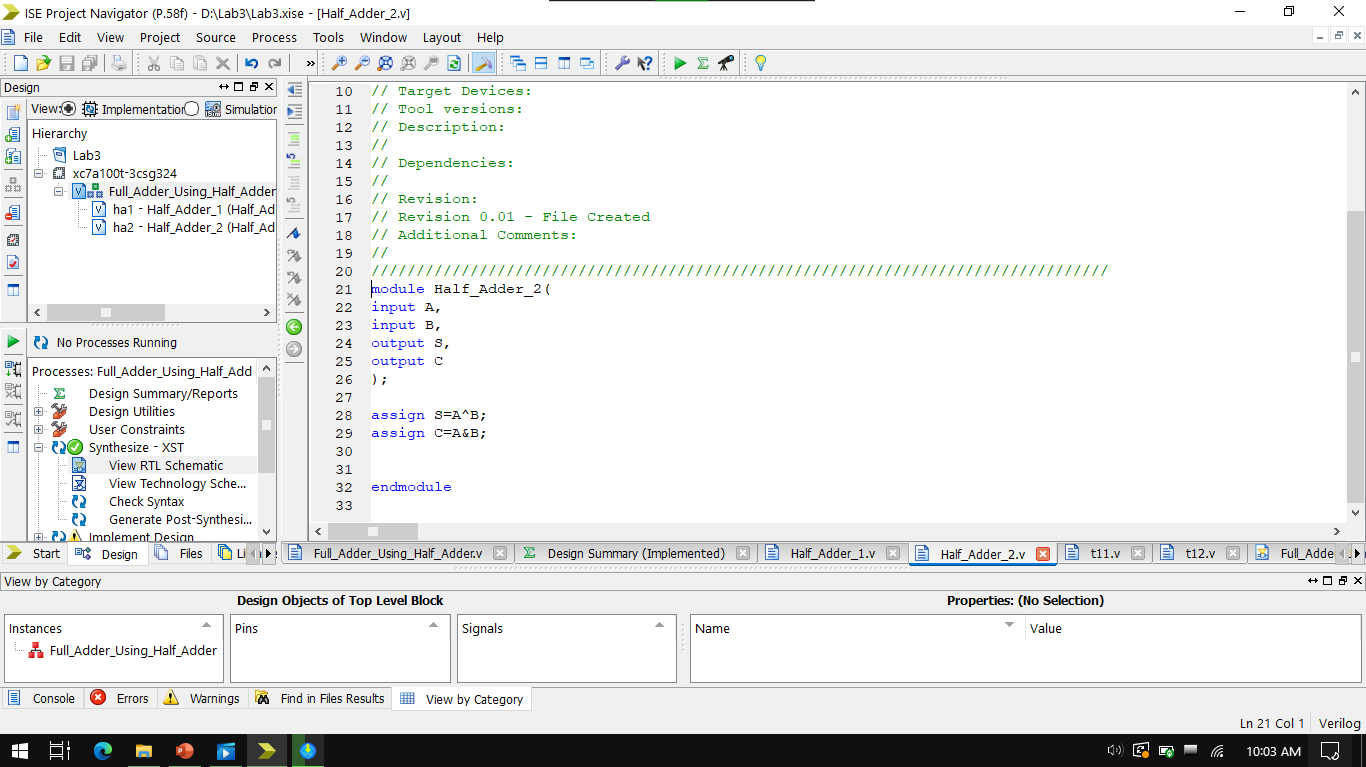 ISE Project Navigator (P.58f) - D:\Lab3\Lab3.xise - [Half_Adder_2.v]
File Edit View Project Source Process Tools Window Layout Help
»
Design
View: Implementation Simulation
Hierarchy
Lab3
xc7a100t-3csg324
Full_Adder_Using_Half_Adder
ha1 - Half_Adder_1 (Half_Ad
ha2 - Half_Adder_2 (Half_Ad
No Processes Running
Processes: Full_Adder_Using_Half_Add
Design Summary/Reports
Design Utilities
User Constraints
Synthesize - XST
View RTL Schematic
View Technology Sche...
Check Syntax
Generate Post-Synthesi...
Implement Design
Start Design Files Li
10 // Target Devices:
11 // Tool versions:
12 // Description:
13 //
14 // Dependencies:
15 //
16 // Revision:
17 // Revision 0.01 - File Created
18 // Additional Comments:
19 //
20 //////////////////////////////////////////////////////////////////////////////////
21 module Half_Adder_2(
22 input A,
23 input B,
24 output S,
25 output C
26 );
27
28 assign S=A^B;
29 assign C=A&B;
30
31
32 endmodule
33
Full_Adder_Using_Half_Adder.v Design Summary (Implemented) Half_Adder_1.v Half_Adder_2.v t11.v t12.v Full_Adde
View by Category
Design Objects of Top Level Block
Properties: (No Selection)
Instances Pins Signals Name Value
Full_Adder_Using_Half_Adder
Console Errors Warnings Find in Files Results View by Category
Ln 21 Col 1 Verilog
10:03 AM